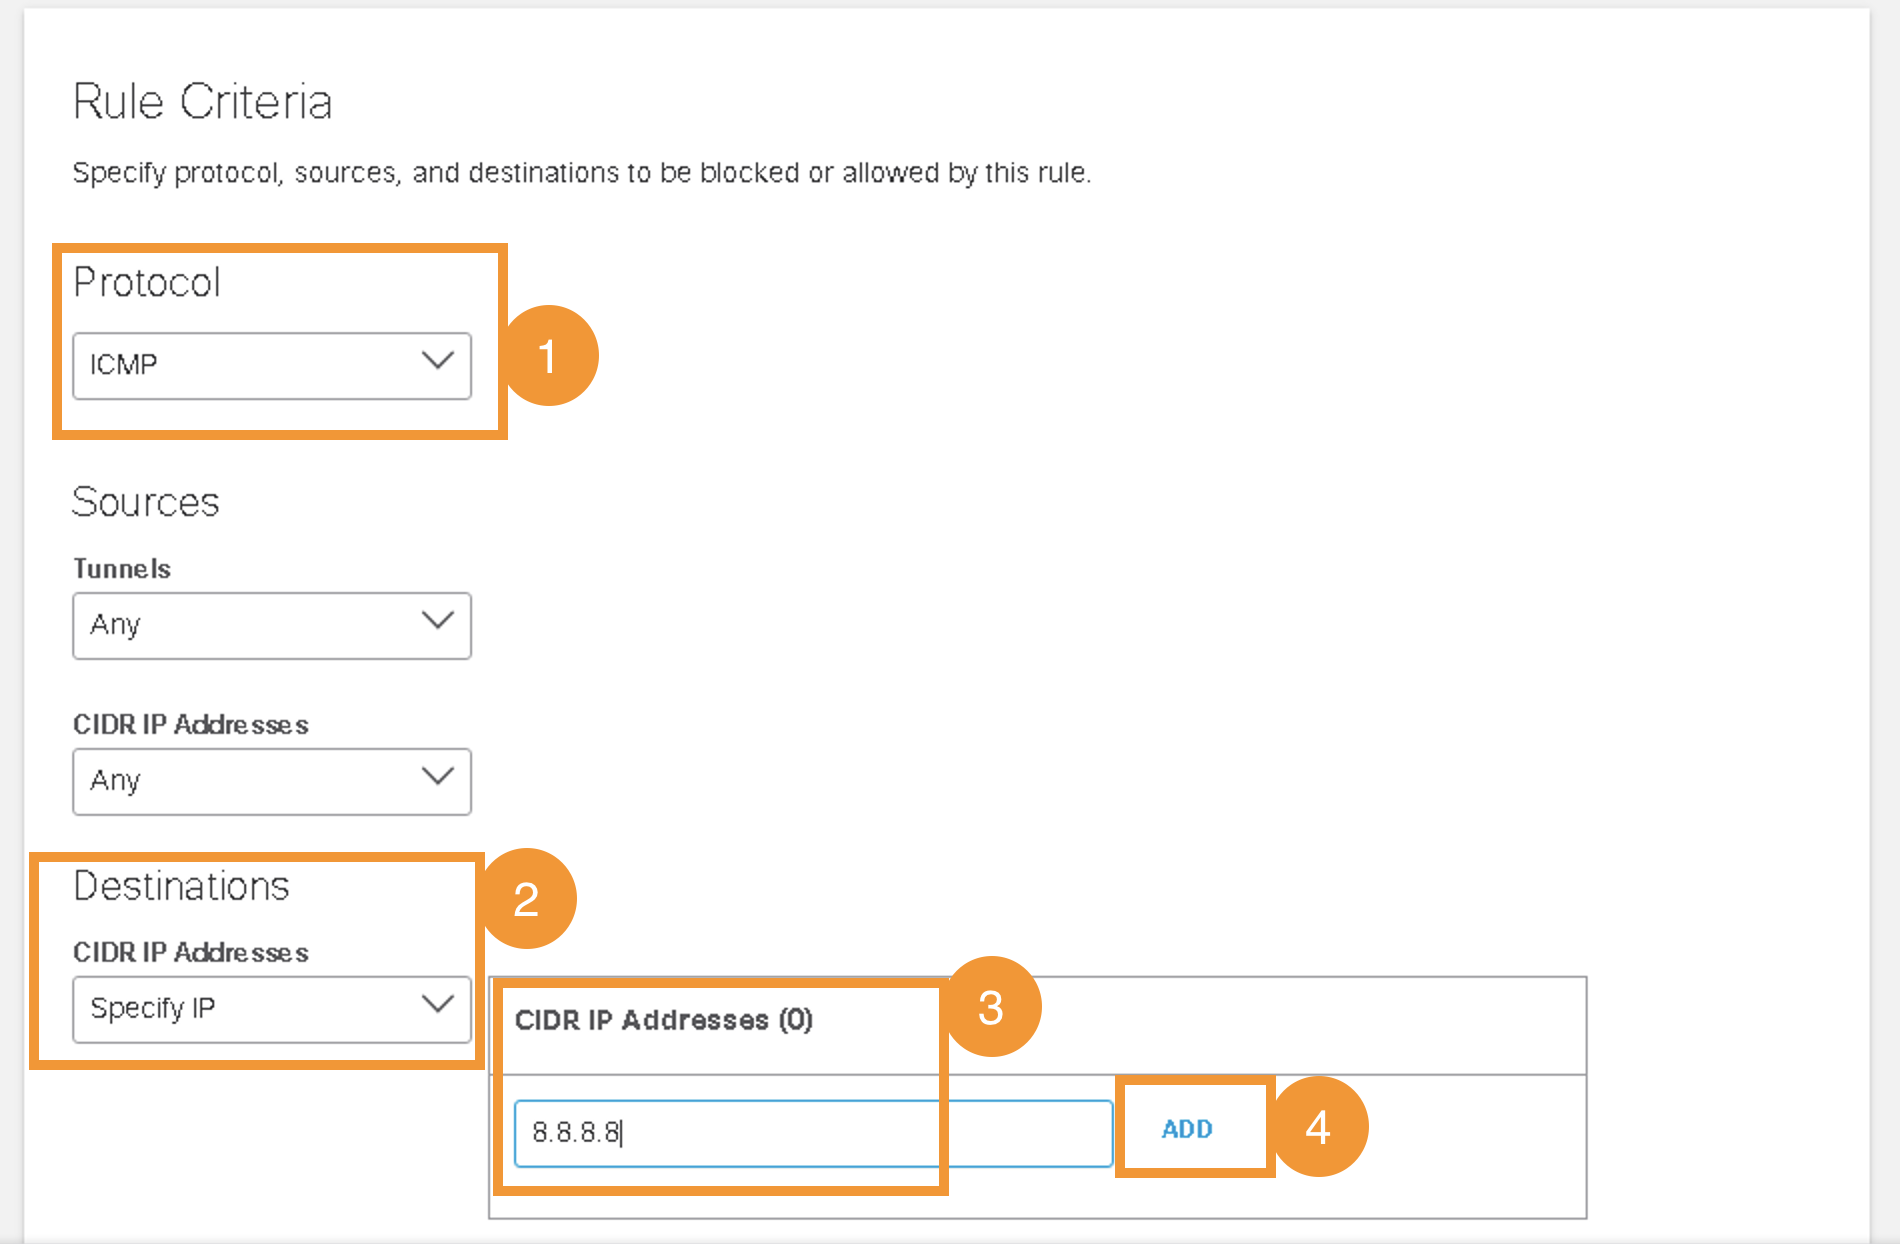 Rule Criteria
Specify protocol, sources, and destinations to be blocked or allowed by this rule.
Protocol
ICMP
1
Sources
Tunnels
Any
CIDR IP Addresses
Any
Destinations
2
CIDR IP Addresses
Specify IP
CIDR IP Addresses (0)
3
8.8.8.8
ADD
4